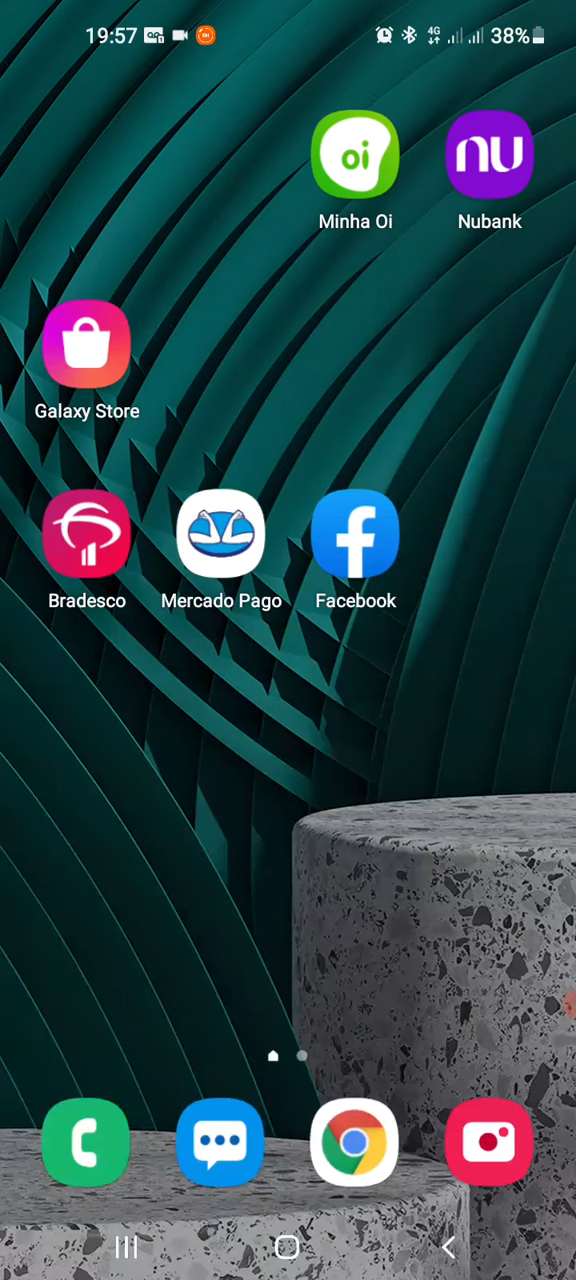 19:57
4G
38%
oi
nu
Minha Oi
Nubank
Galaxy Store
Bradesco
Mercado Pago
Facebook